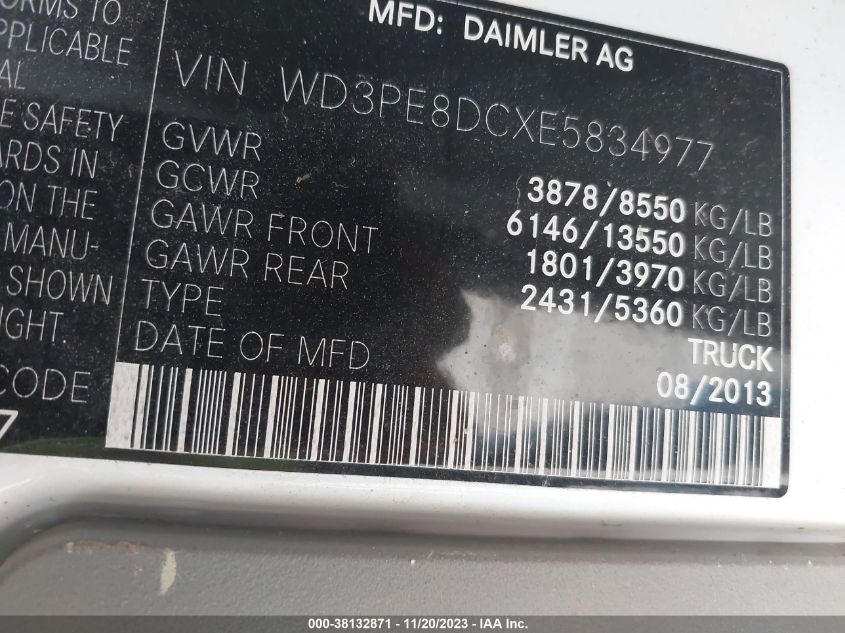 ORMS TO
PPLICABLE
AL
E SAFETY
ARDS IN
ON THE
MANU-
SHOWN
IGHT.
CODE
7
MFD: DAIMLER AG
VIN WD3PE8DCXE5834977
GVWR 3878/8550 KG/LB
GCWR 6146/13550 KG/LB
GAWR FRONT 1801/3970 KG/LB
GAWR REAR 2431/5360 KG/LB
TYPE TRUCK
DATE OF MFD 08/2013
000-38132871 - 11/20/2023 - IAA Inc.